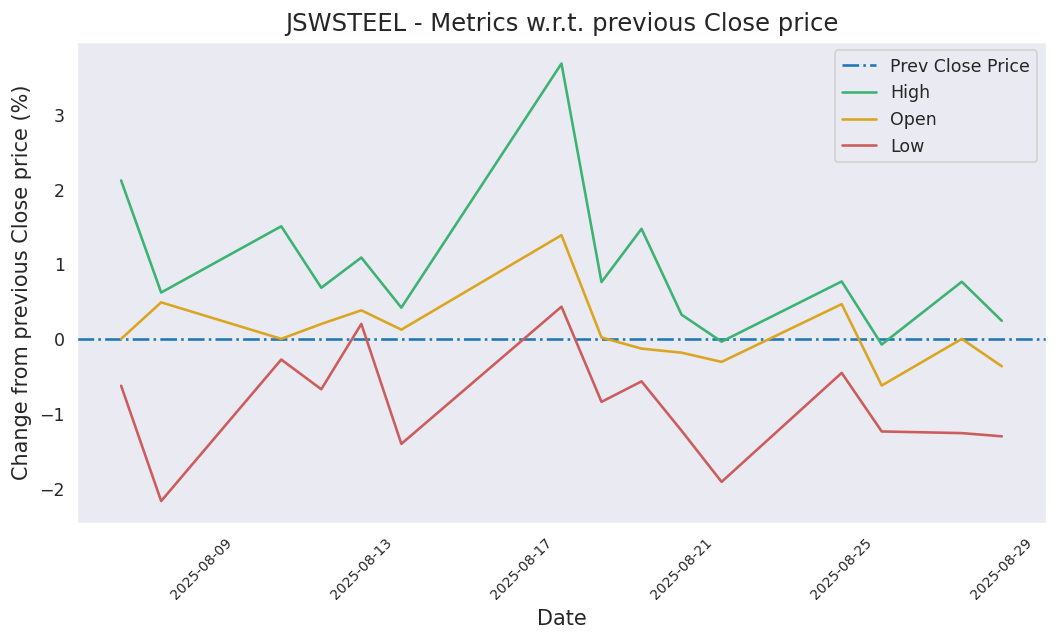 JSWSTEEL - Metrics w.r.t. previous Close price
Change from previous Close price (%)
3
2
1
0
−1
−2
Prev Close Price
High
Open
Low
2025-08-09
2025-08-13
2025-08-17
2025-08-21
2025-08-25
2025-08-29
Date